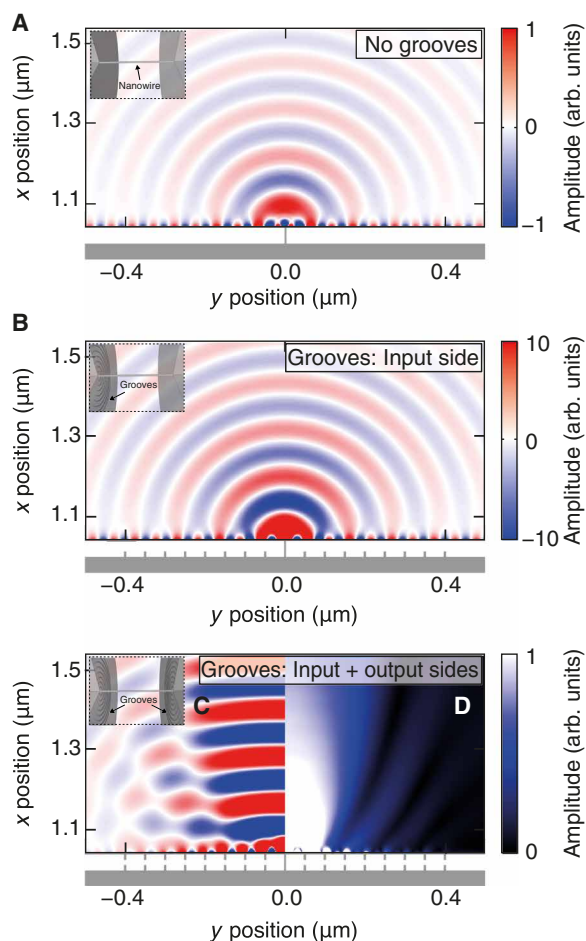 A
1.5
1.3
1.1
x position (μm)
Nanowire
No grooves
1
0
−1
Amplitude (arb. units)
−0.4
0.0
0.4
y position (μm)
B
1.5
1.3
1.1
x position (μm)
Grooves
Grooves: Input side
10
0
−10
Amplitude (arb. units)
−0.4
0.0
0.4
y position (μm)
1.5
1.3
1.1
x position (μm)
Grooves
Grooves: Input + output sides
C
D
1
0
Amplitude (arb. units)
−0.4
0.0
0.4
y position (μm)